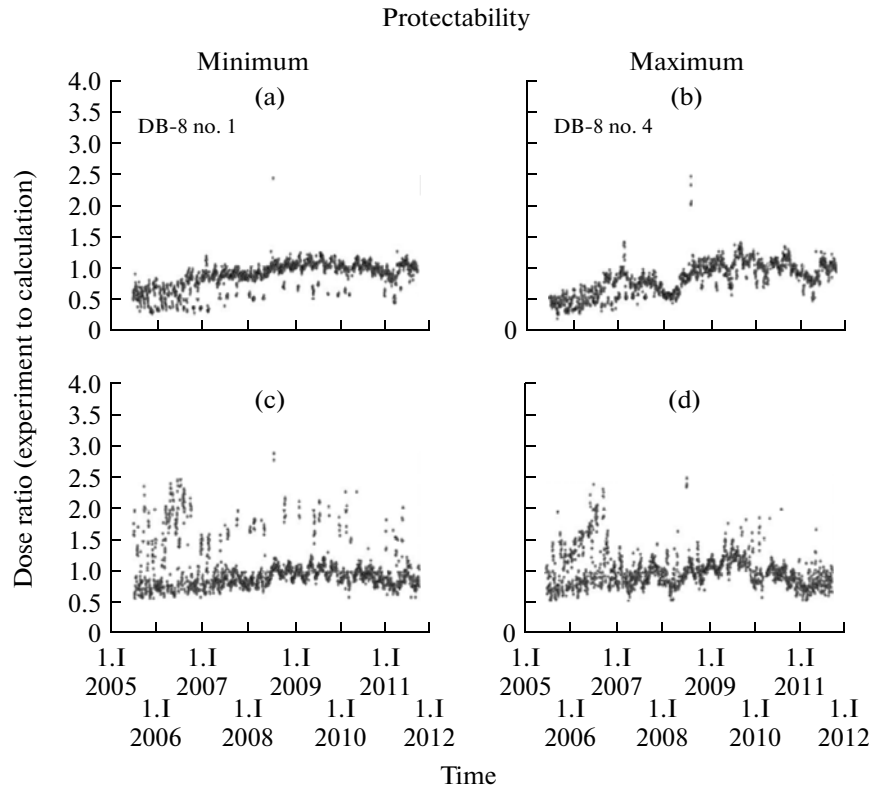 Protectability
Minimum
Maximum
Dose ratio (experiment to calculation)
(a)
DB-8 no. 1
4.0
3.5
3.0
2.5
2.0
1.5
1.0
0.5
0
(b)
DB-8 no. 4
0
(c)
4.0
3.5
3.0
2.5
2.0
1.5
1.0
0.5
0
(d)
0
1.I 1.I 1.I 1.I 1.I 1.I 1.I 1.I
2005 2007 2009 2011 2005 2007 2009 2011
1.I 1.I 1.I 1.I 1.I 1.I 1.I 1.I
2006 2008 2010 2012 2006 2008 2010 2012
Time